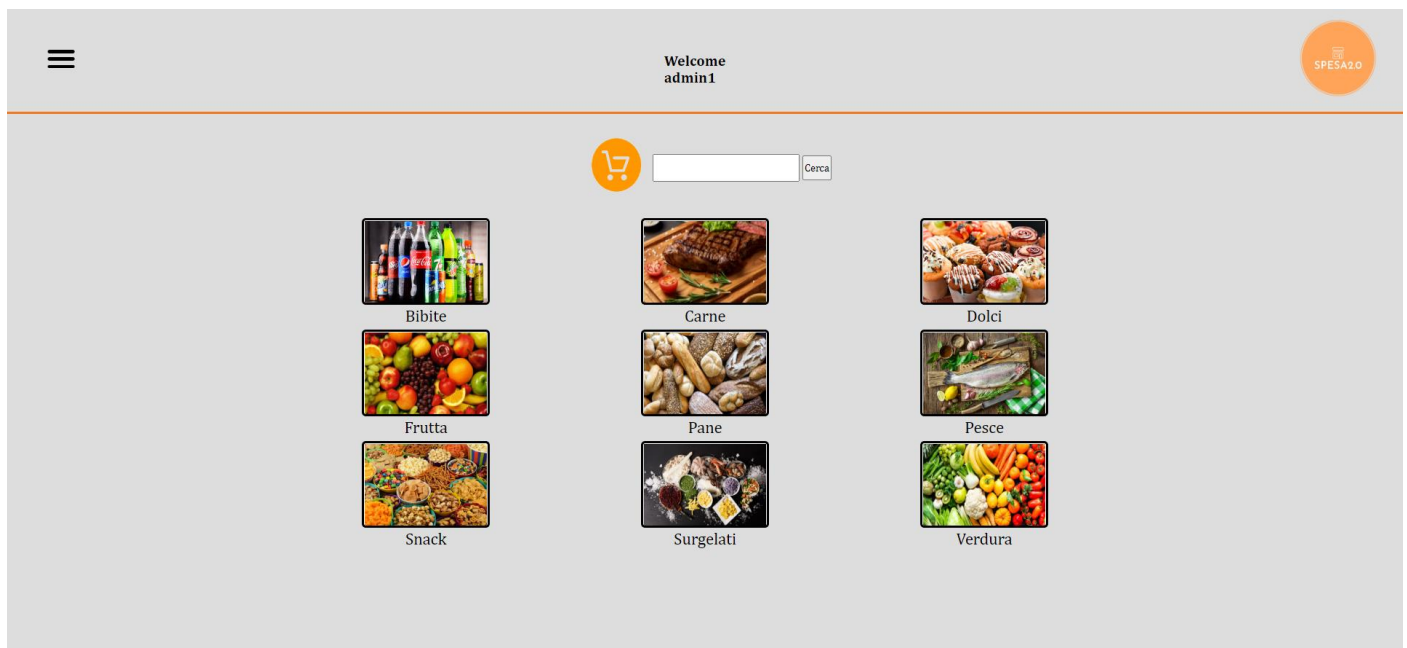 Welcome
admin1
SPESA2.0
Cerca
Bibite
Carne
Dolci
Frutta
Pane
Pesce
Snack
Surgelati
Verdura